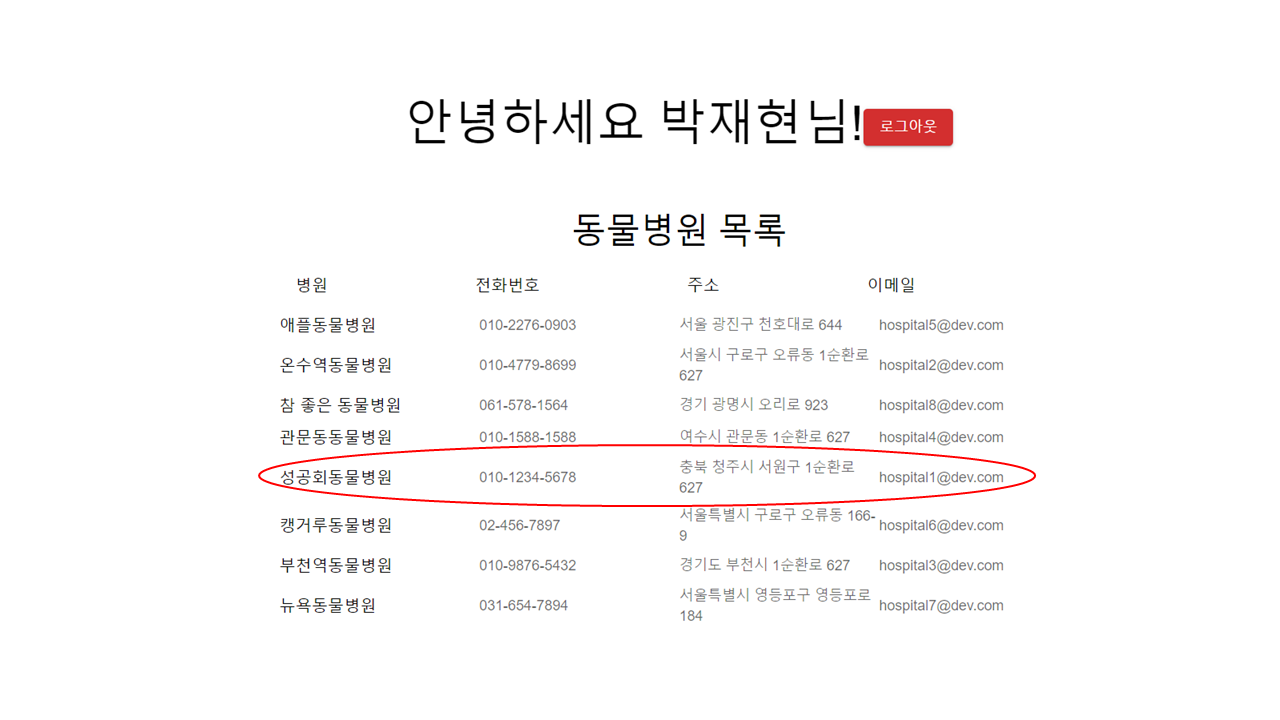 안녕하세요 박재현님! 로그아웃
동물병원 목록
병원 전화번호 주소 이메일
애플동물병원 010-2276-0903 서울 광진구 천호대로 644 hospital5@dev.com
온수역동물병원 010-4779-8699 서울시 구로구 오류동 1순환로
627 hospital2@dev.com
참 좋은 동물병원 061-578-1564 경기 광명시 오리로 923 hospital8@dev.com
관문동동물병원 010-1588-1588 여수시 관문동 1순환로 627 hospital4@dev.com
성공회동물병원 010-1234-5678 충북 청주시 서원구 1순환로
627 hospital1@dev.com
캥거루동물병원 02-456-7897 서울특별시 구로구 오류동 166-
9 hospital6@dev.com
부천역동물병원 010-9876-5432 경기도 부천시 1순환로 627 hospital3@dev.com
뉴욕동물병원 031-654-7894 서울특별시 영등포구 영등포로
184 hospital7@dev.com